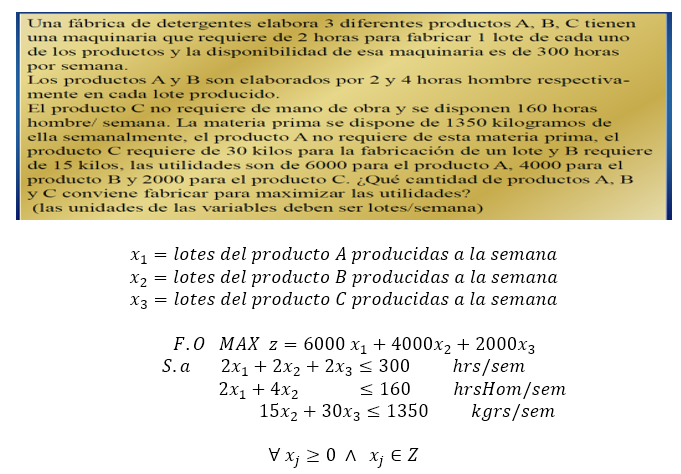 Una fábrica de detergentes elabora 3 diferentes productos A, B, C tienen
una maquinaria que requiere de 2 horas para fabricar 1 lote de cada uno
de los productos y la disponibilidad de esa maquinaria es de 300 horas
por semana.
Los productos A y B son elaborados por 2 y 4 horas hombre respectiva-
mente en cada lote producido.
El producto C no requiere de mano de obra y se disponen 160 horas
hombre/ semana. La materia prima se dispone de 1350 kilogramos de
ella semanalmente, el producto A no requiere de esta materia prima, el
producto C requiere de 30 kilos para la fabricación de un lote y B requiere
de 15 kilos, las utilidades son de 6000 para el producto A, 4000 para el
producto B y 2000 para el producto C. ¿Qué cantidad de productos A, B
y C conviene fabricar para maximizar las utilidades?
(las unidades de las variables deben ser lotes/semana)
x₁ = lotes del producto A producidas a la semana
x₂ = lotes del producto B producidas a la semana
x₃ = lotes del producto C producidas a la semana
F.O MAX z = 6000 x₁ + 4000x₂ + 2000x₃
S.a 2x₁ + 2x₂ + 2x₃ ≤ 300 hrs/sem
2x₁ + 4x₂ ≤ 160 hrsHom/sem
15x₂ + 30x₃ ≤ 1350 kgrs/sem
∀ xⱼ ≥ 0 ∧ xⱼ ∈ Z